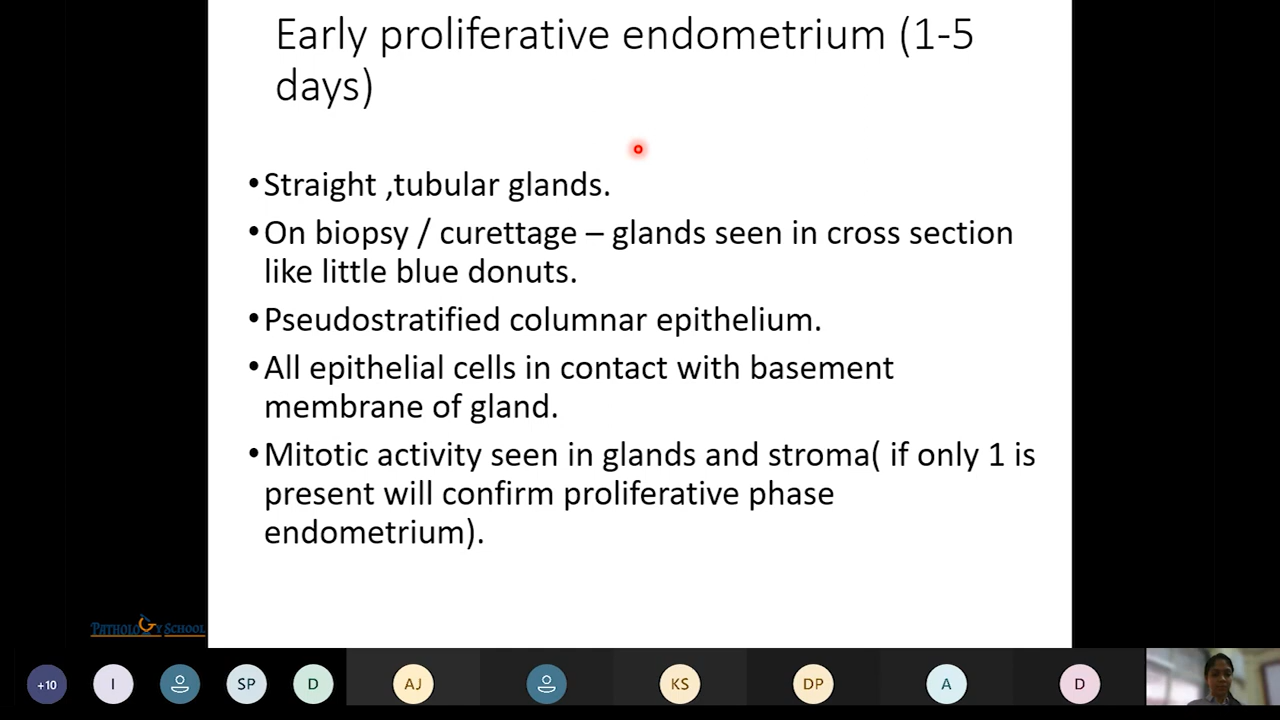 Early proliferative endometrium (1-5
days)
•Straight ,tubular glands.
•On biopsy / curettage – glands seen in cross section
like little blue donuts.
•Pseudostratified columnar epithelium.
•All epithelial cells in contact with basement
membrane of gland.
•Mitotic activity seen in glands and stroma( if only 1 is
present will confirm proliferative phase
endometrium).
PATHOLOGY SCHOOL
+10 I SP D AJ KS DP A D